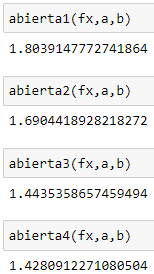 abierta1(fx,a,b)
1.8039147772741864
abierta2(fx,a,b)
1.6904418928218272
abierta3(fx,a,b)
1.4435358657459494
abierta4(fx,a,b)
1.4280912271080504